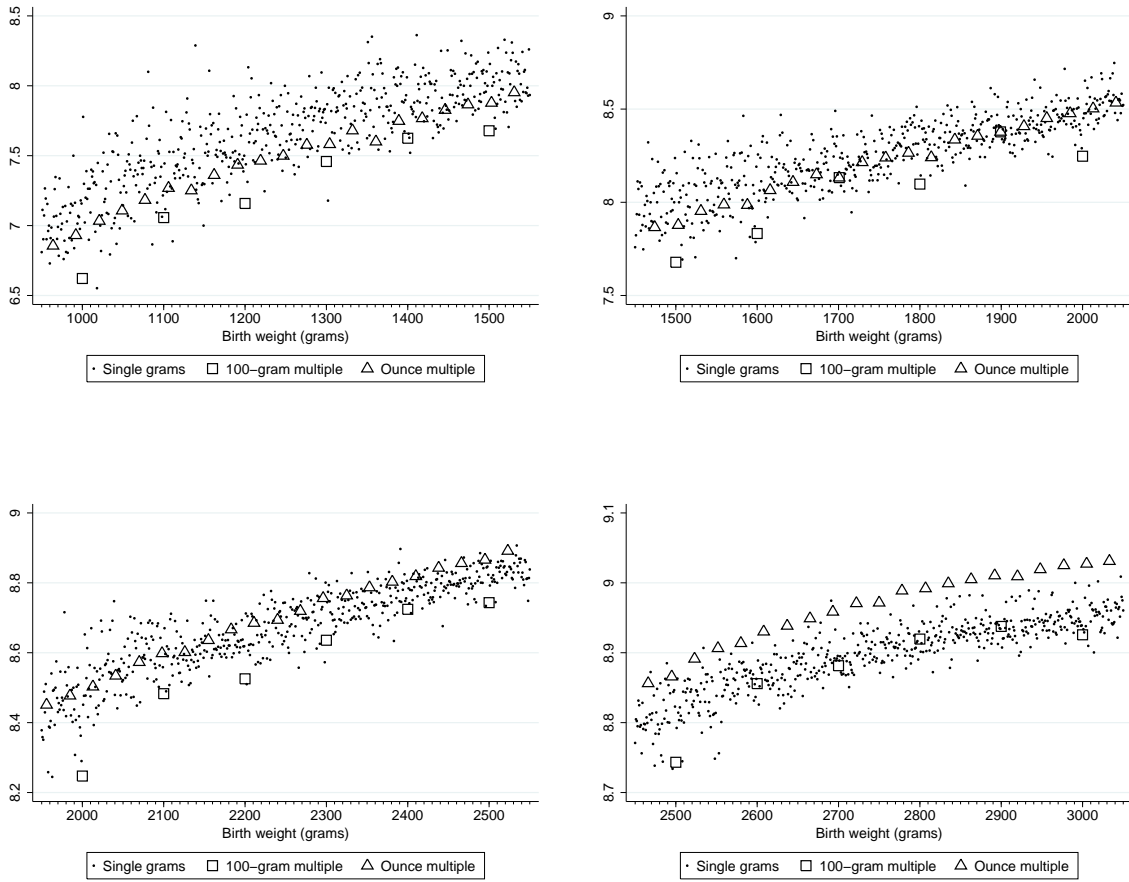 8.5
8
7.5
7
6.5
1000 1100 1200 1300 1400 1500
Birth weight (grams)
Single grams 100−gram multiple Ounce multiple
9
8.5
8
7.5
1500 1600 1700 1800 1900 2000
Birth weight (grams)
Single grams 100−gram multiple Ounce multiple
9
8.8
8.6
8.4
8.2
2000 2100 2200 2300 2400 2500
Birth weight (grams)
Single grams 100−gram multiple Ounce multiple
9.1
9
8.9
8.8
8.7
2500 2600 2700 2800 2900 3000
Birth weight (grams)
Single grams 100−gram multiple Ounce multiple